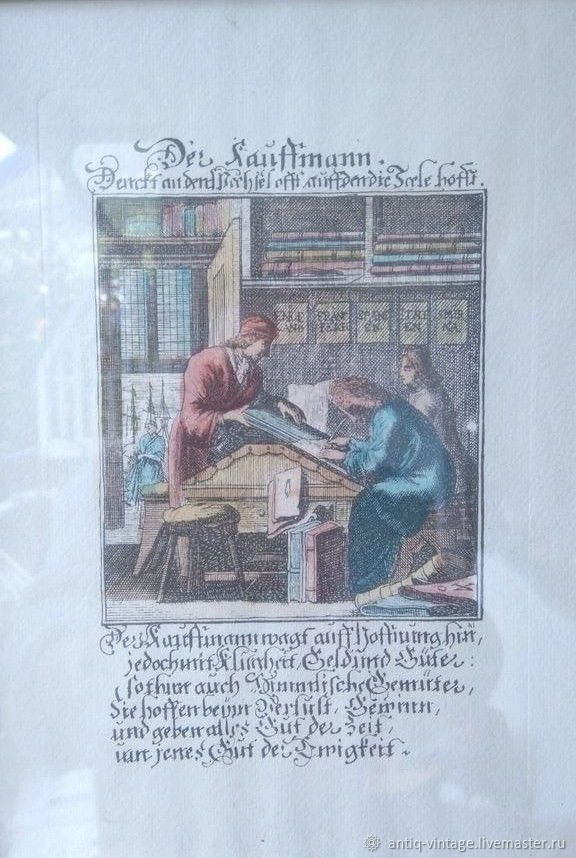 Der Kauffmann.
Denckt an den Wechsel offt auff den die Seele hofft.
Der Kauffmann wagt auff Hoffnung hin,
jedoch mit Klugheit, Geld und Güter:
so thun auch Himmlische Gemüter,
die hoffen beym Verlust, Gewinn,
und geben alles Gut der Zeit,
um jenes Gut der Ewigkeit.
antiq-vintage.livemaster.ru